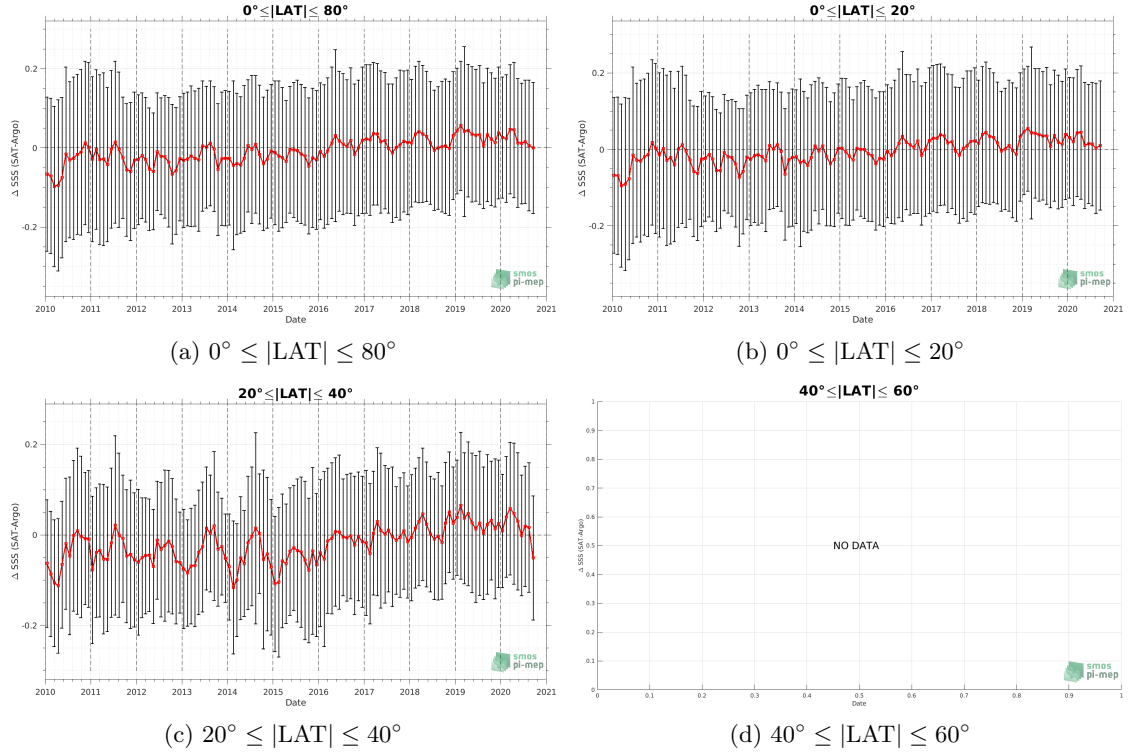 0°≤|LAT|≤ 80°
Δ SSS (SAT-Argo)
0.2
0
-0.2
2010 2011 2012 2013 2014 2015 2016 2017 2018 2019 2020 2021
Date
smos
pi-mep
(a) 0° ≤ |LAT| ≤ 80°
0°≤|LAT|≤ 20°
Δ SSS (SAT-Argo)
0.2
0
-0.2
2010 2011 2012 2013 2014 2015 2016 2017 2018 2019 2020 2021
Date
smos
pi-mep
(b) 0° ≤ |LAT| ≤ 20°
20°≤|LAT|≤ 40°
Δ SSS (SAT-Argo)
0.2
0
-0.2
2010 2011 2012 2013 2014 2015 2016 2017 2018 2019 2020 2021
Date
smos
pi-mep
(c) 20° ≤ |LAT| ≤ 40°
40°≤|LAT|≤ 60°
Δ SSS (SAT-Argo)
1
0.9
0.8
0.7
0.6
0.5
0.4
0.3
0.2
0.1
0
NO DATA
0 0.1 0.2 0.3 0.4 0.5 0.6 0.7 0.8 0.9 1
Date
smos
pi-mep
(d) 40° ≤ |LAT| ≤ 60°